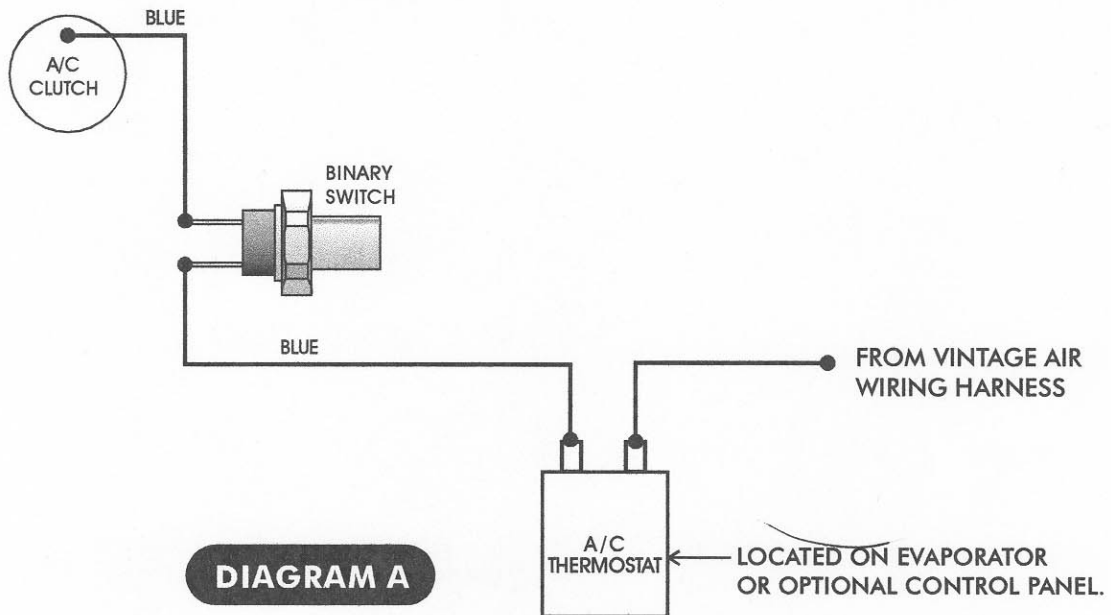 BLUE
A/C
CLUTCH
BINARY
SWITCH
BLUE
FROM VINTAGE AIR
WIRING HARNESS
A/C
THERMOSTAT
LOCATED ON EVAPORATOR
OR OPTIONAL CONTROL PANEL.
DIAGRAM A